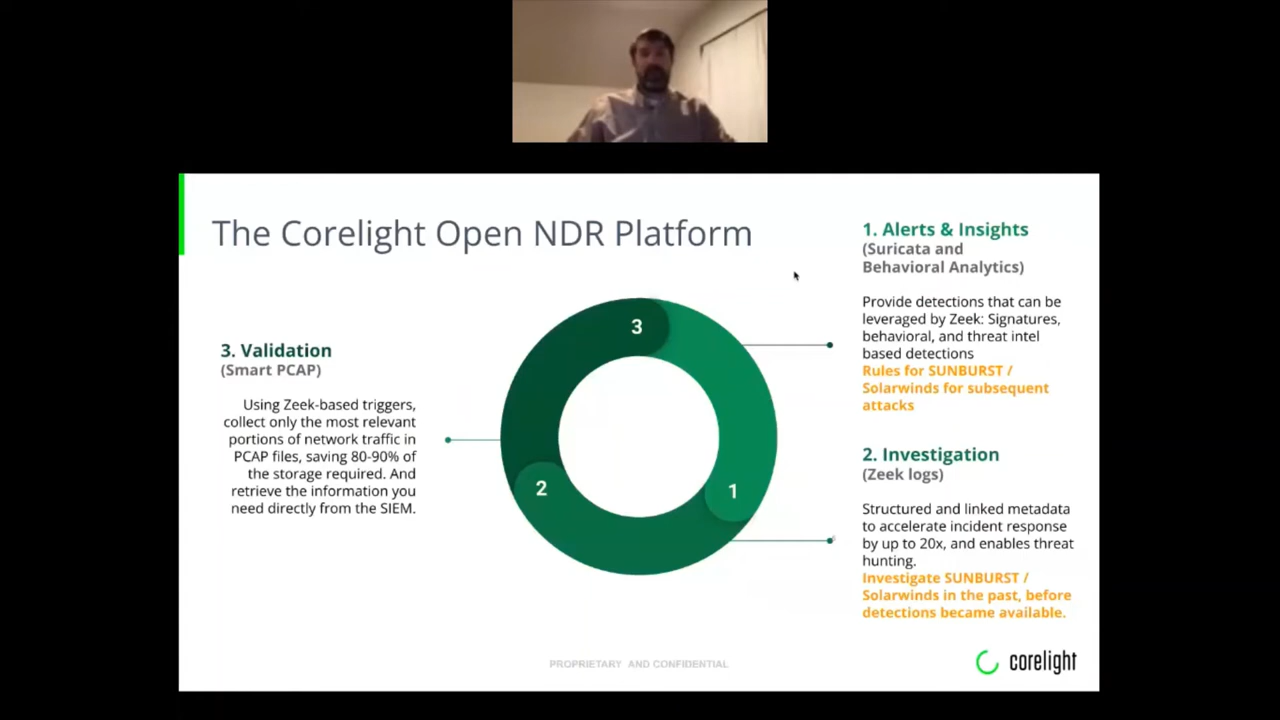 The Corelight Open NDR Platform
1. Alerts & Insights
(Suricata and
Behavioral Analytics)
Provide detections that can be
leveraged by Zeek: Signatures,
behavioral, and threat intel
based detections
Rules for SUNBURST /
Solarwinds for subsequent
attacks
2. Investigation
(Zeek logs)
Structured and linked metadata
to accelerate incident response
by up to 20x, and enables threat
hunting.
Investigate SUNBURST /
Solarwinds in the past, before
detections became available.
3. Validation
(Smart PCAP)
Using Zeek-based triggers,
collect only the most relevant
portions of network traffic in
PCAP files, saving 80-90% of
the storage required. And
retrieve the information you
need directly from the SIEM.
3
2
1
PROPRIETARY AND CONFIDENTIAL
corelight